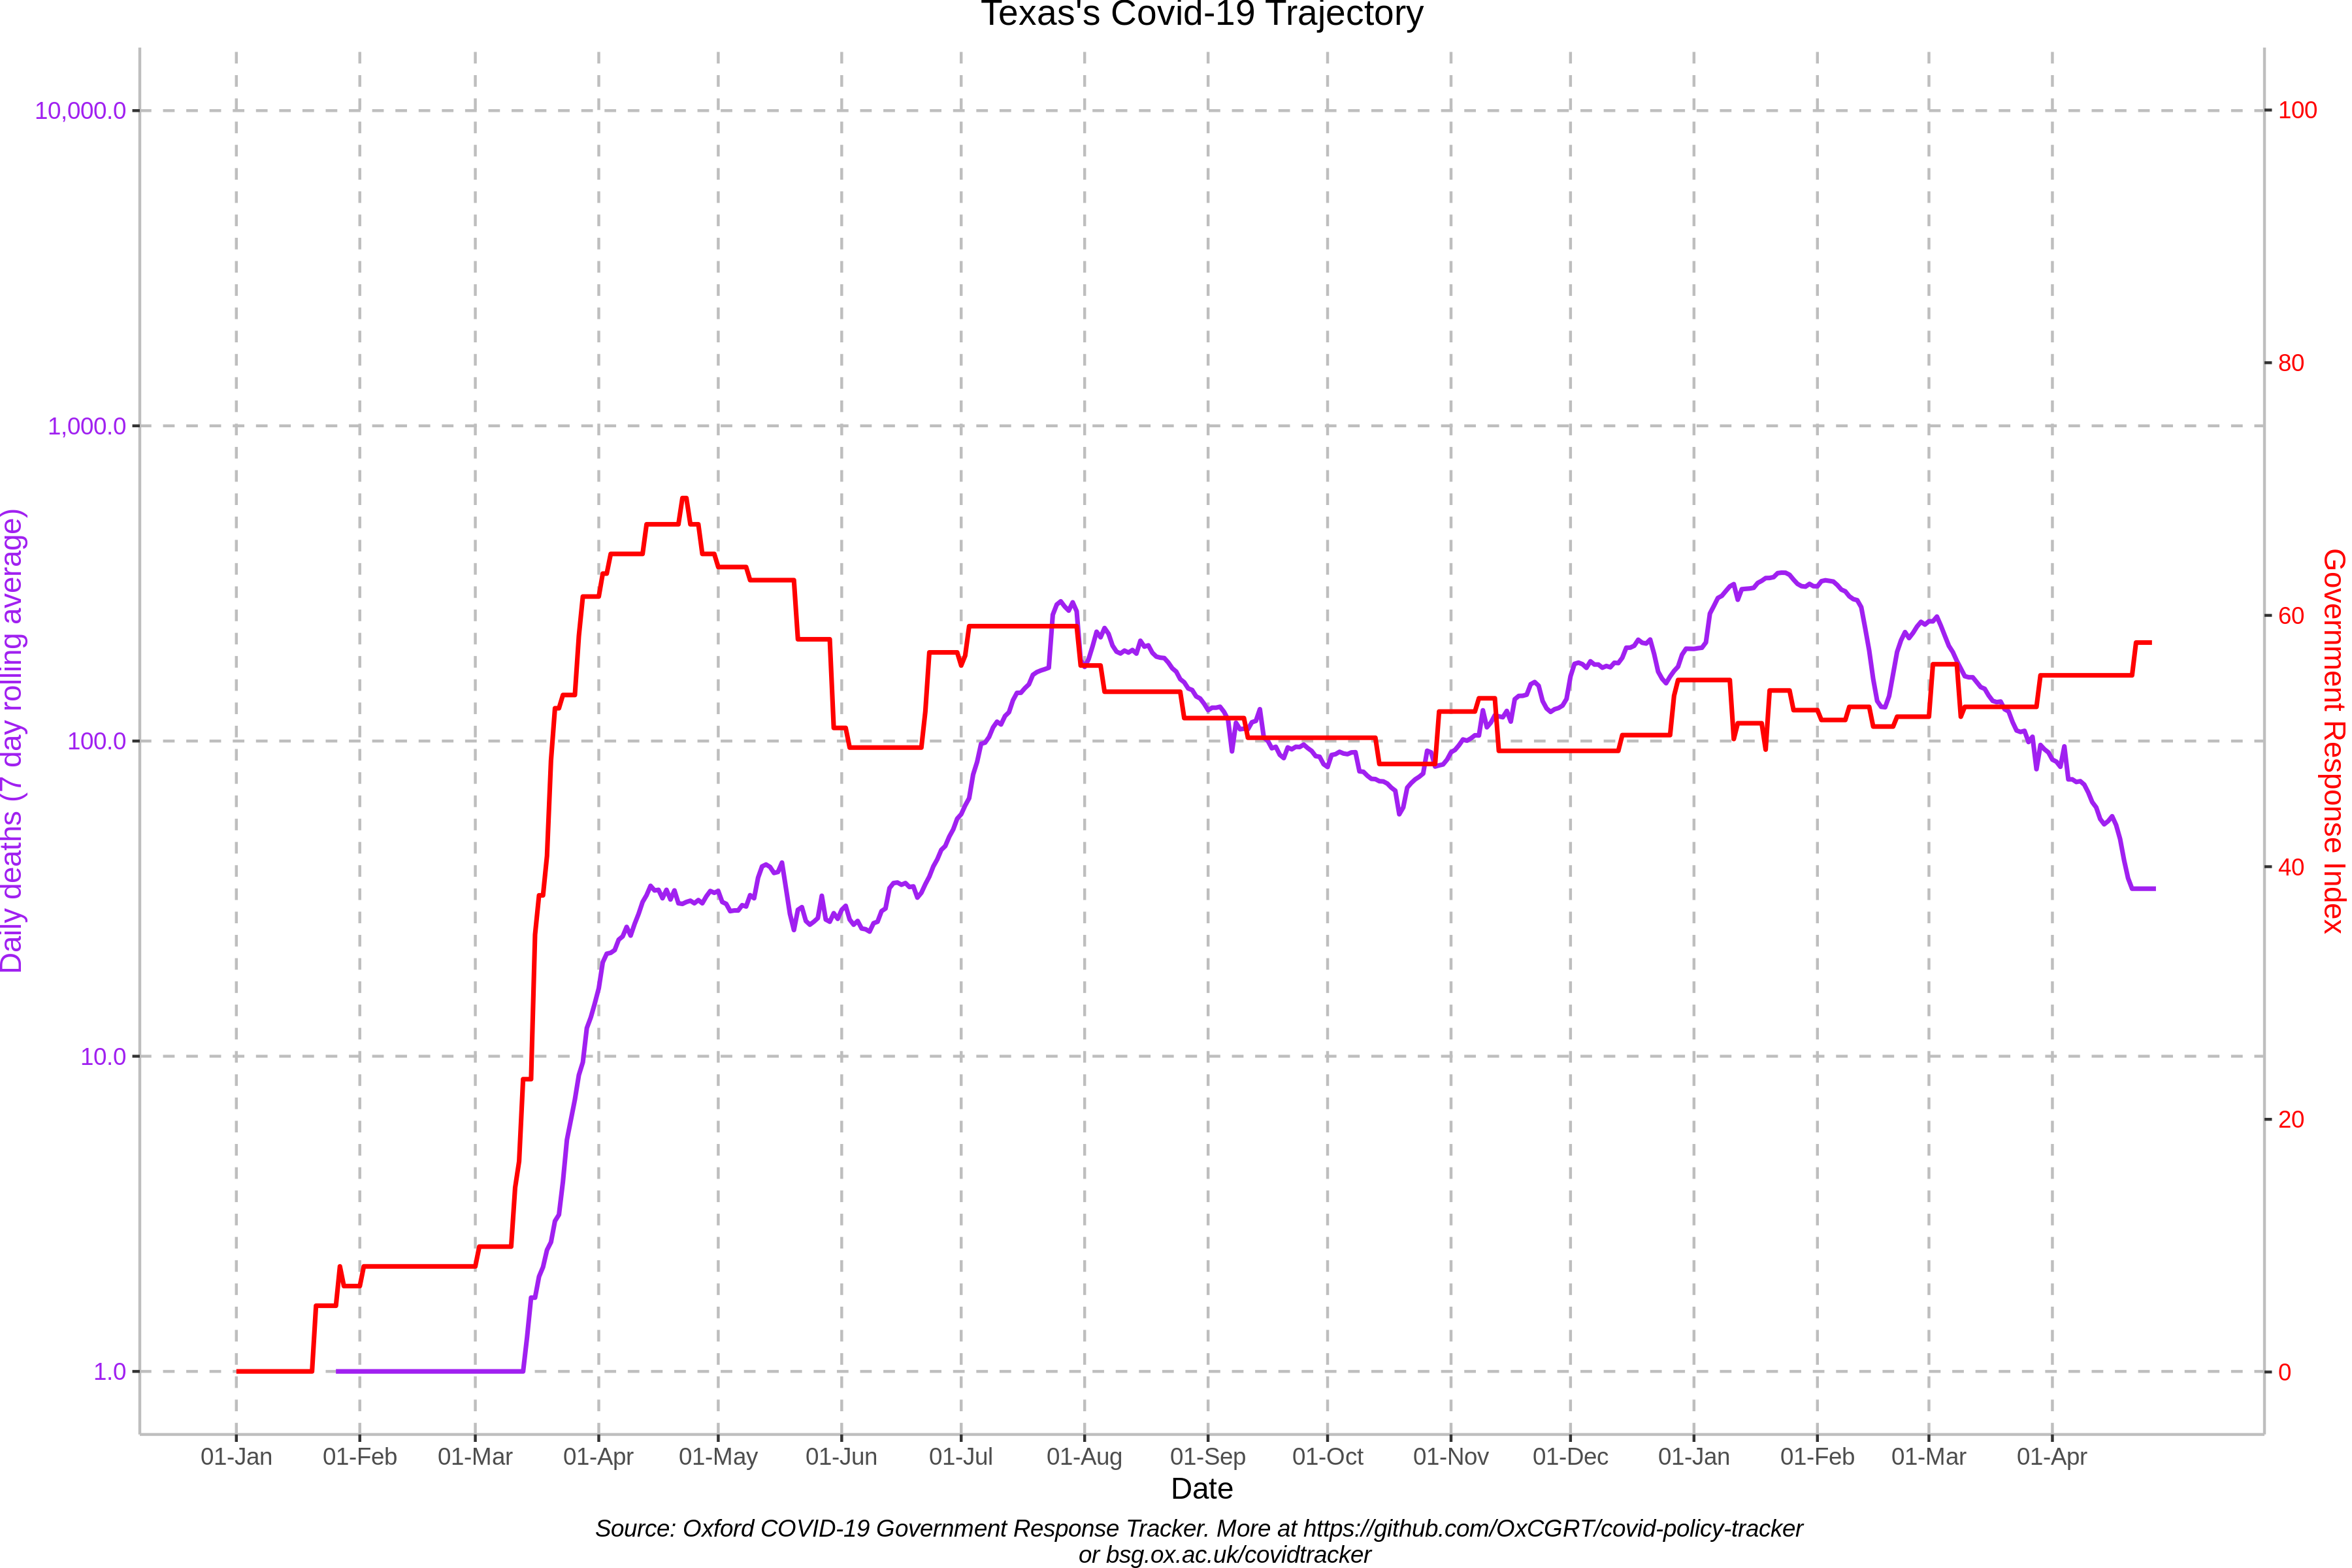 Texas's Covid-19 Trajectory
10,000.0
1,000.0
100.0
10.0
1.0
Daily deaths (7 day rolling average)
100
80
60
40
20
0
Government Response Index
01-Jan 01-Feb 01-Mar 01-Apr 01-May 01-Jun 01-Jul 01-Aug 01-Sep 01-Oct 01-Nov 01-Dec 01-Jan 01-Feb 01-Mar 01-Apr
Date
Source: Oxford COVID-19 Government Response Tracker. More at https://github.com/OxCGRT/covid-policy-tracker
or bsg.ox.ac.uk/covidtracker